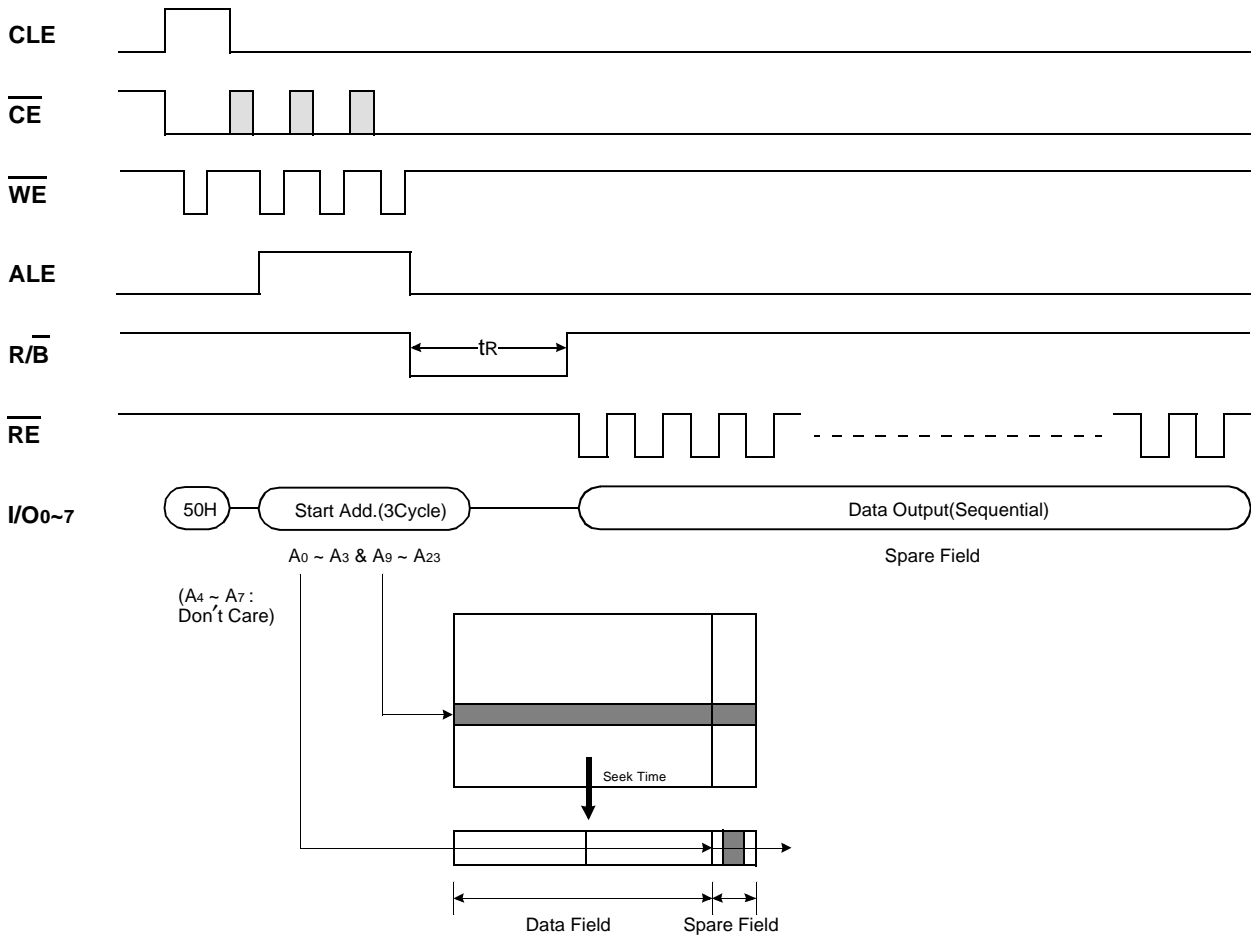 CLE
CE
WE
ALE
R/B
tR
RE
I/O0~7
50H
Start Add.(3Cycle)
Data Output(Sequential)
A0 ~ A3 & A9 ~ A23
Spare Field
(A4 ~ A7 :
Don't Care)
Seek Time
Data Field
Spare Field